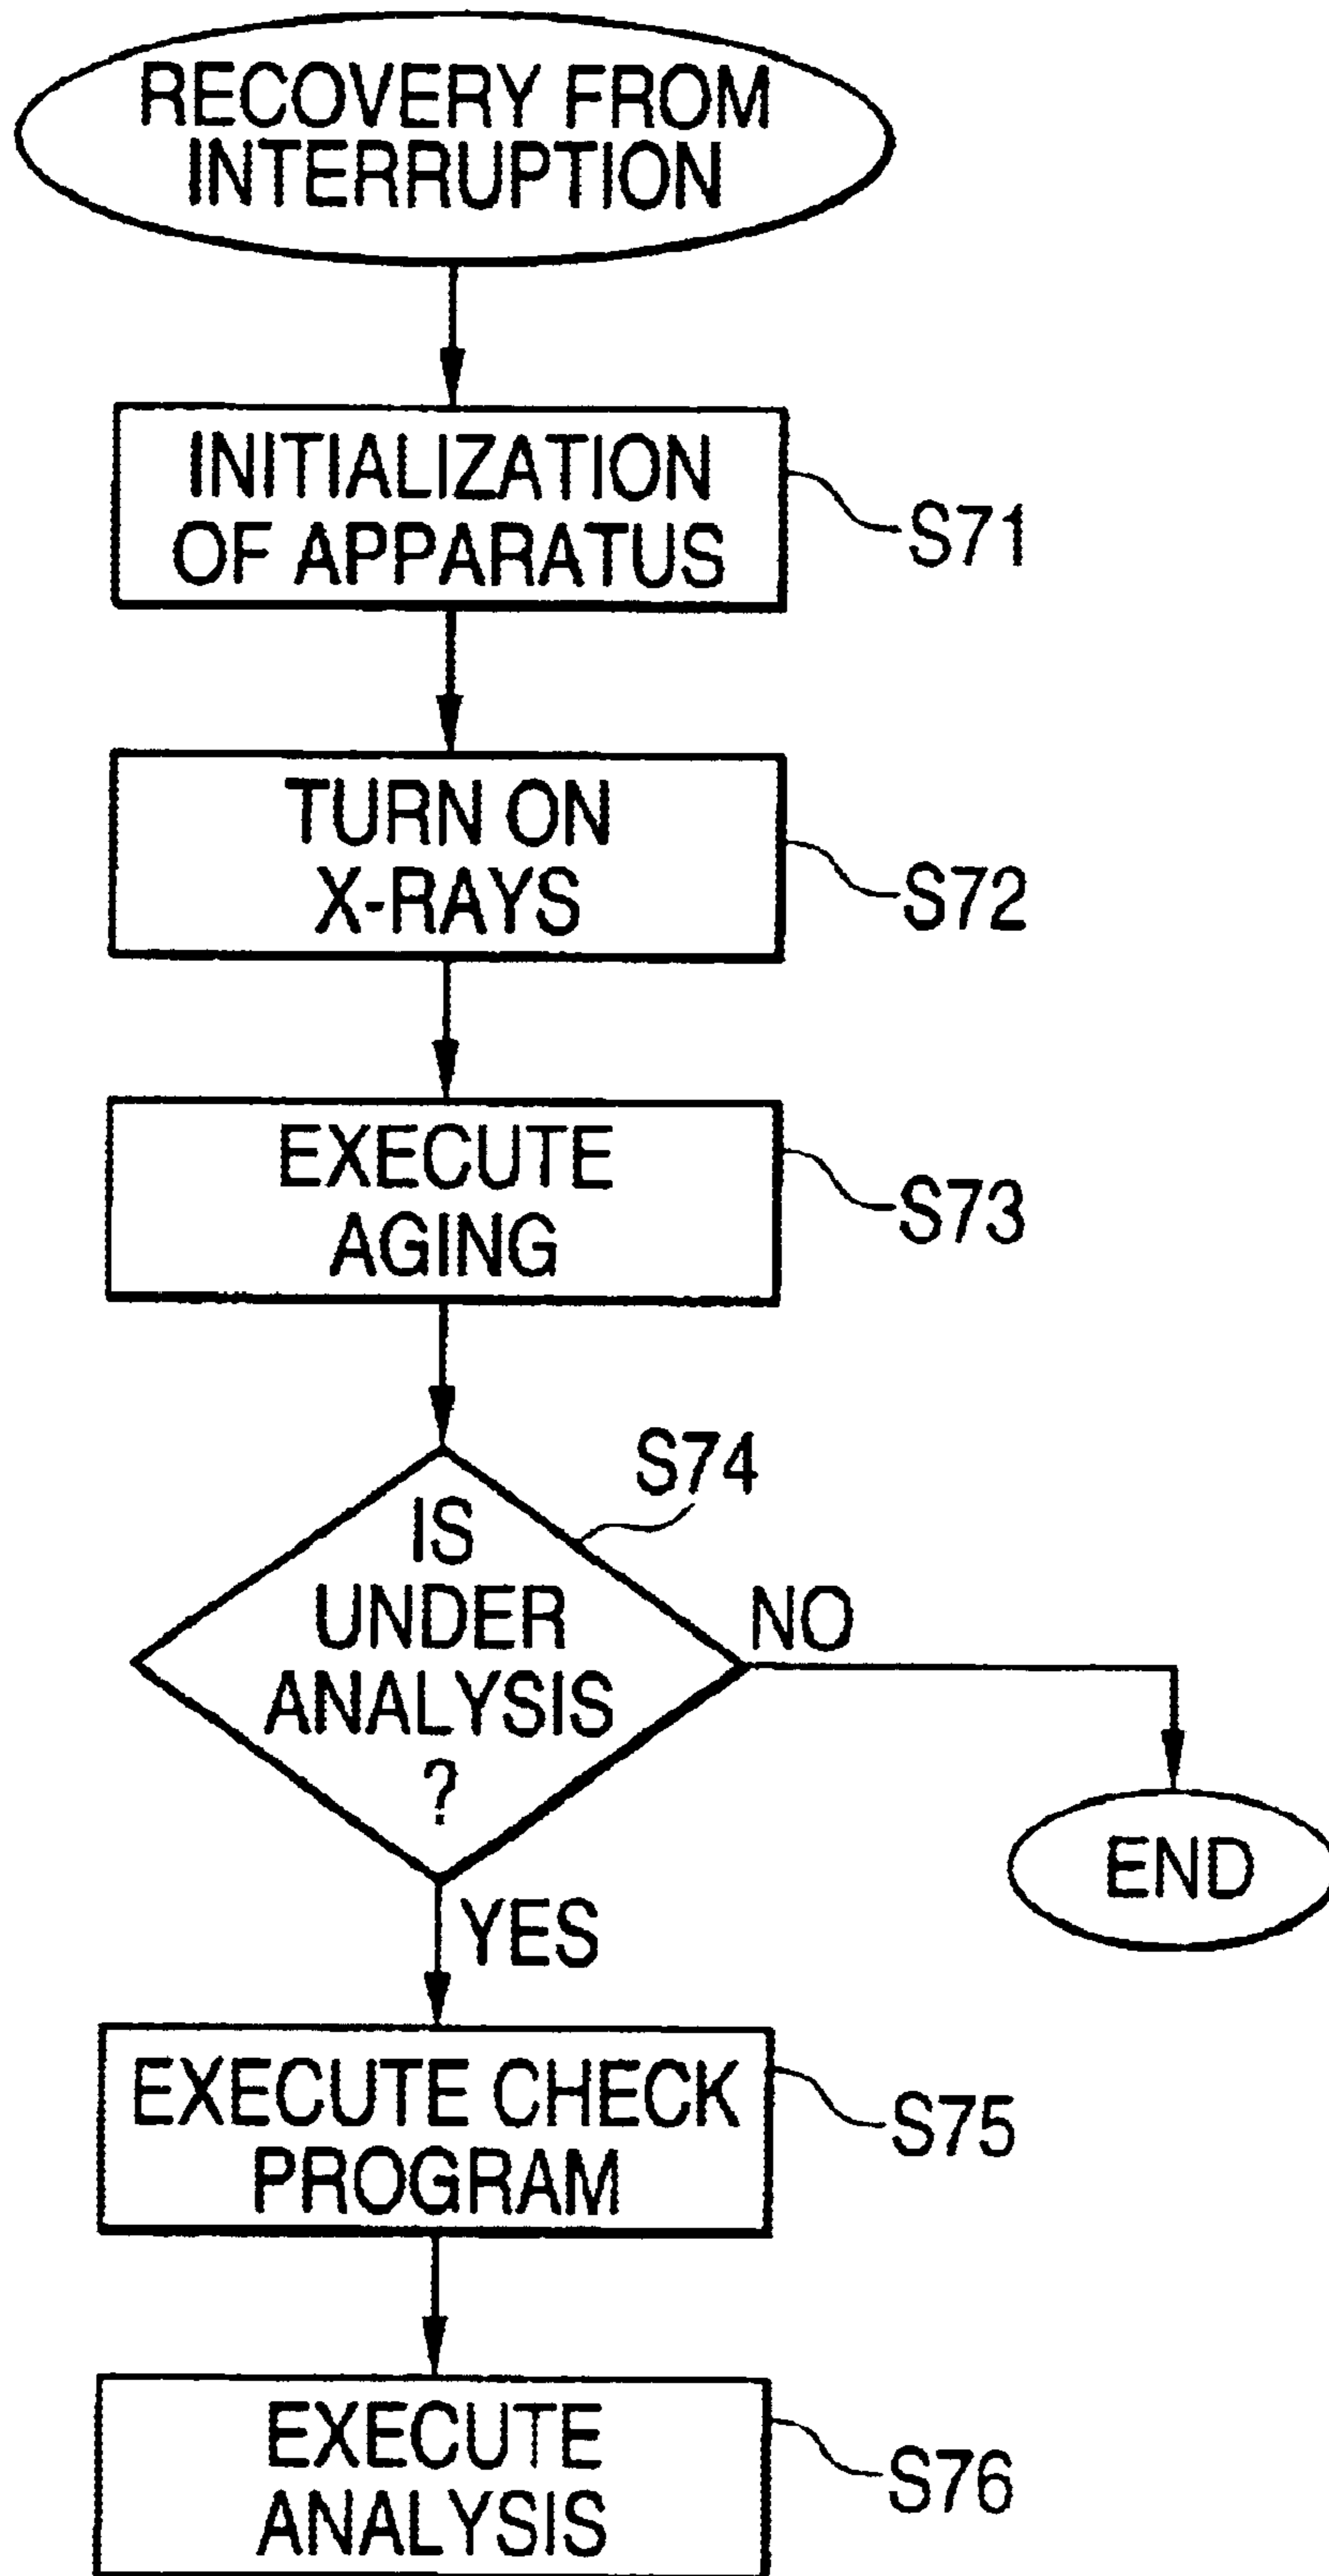 RECOVERY FROM
INTERRUPTION
INITIALIZATION
OF APPARATUS
S71
TURN ON
X-RAYS
S72
EXECUTE
AGING
S73
S74
IS
UNDER
ANALYSIS
?
NO
END
YES
EXECUTE CHECK
PROGRAM
S75
EXECUTE
ANALYSIS
S76